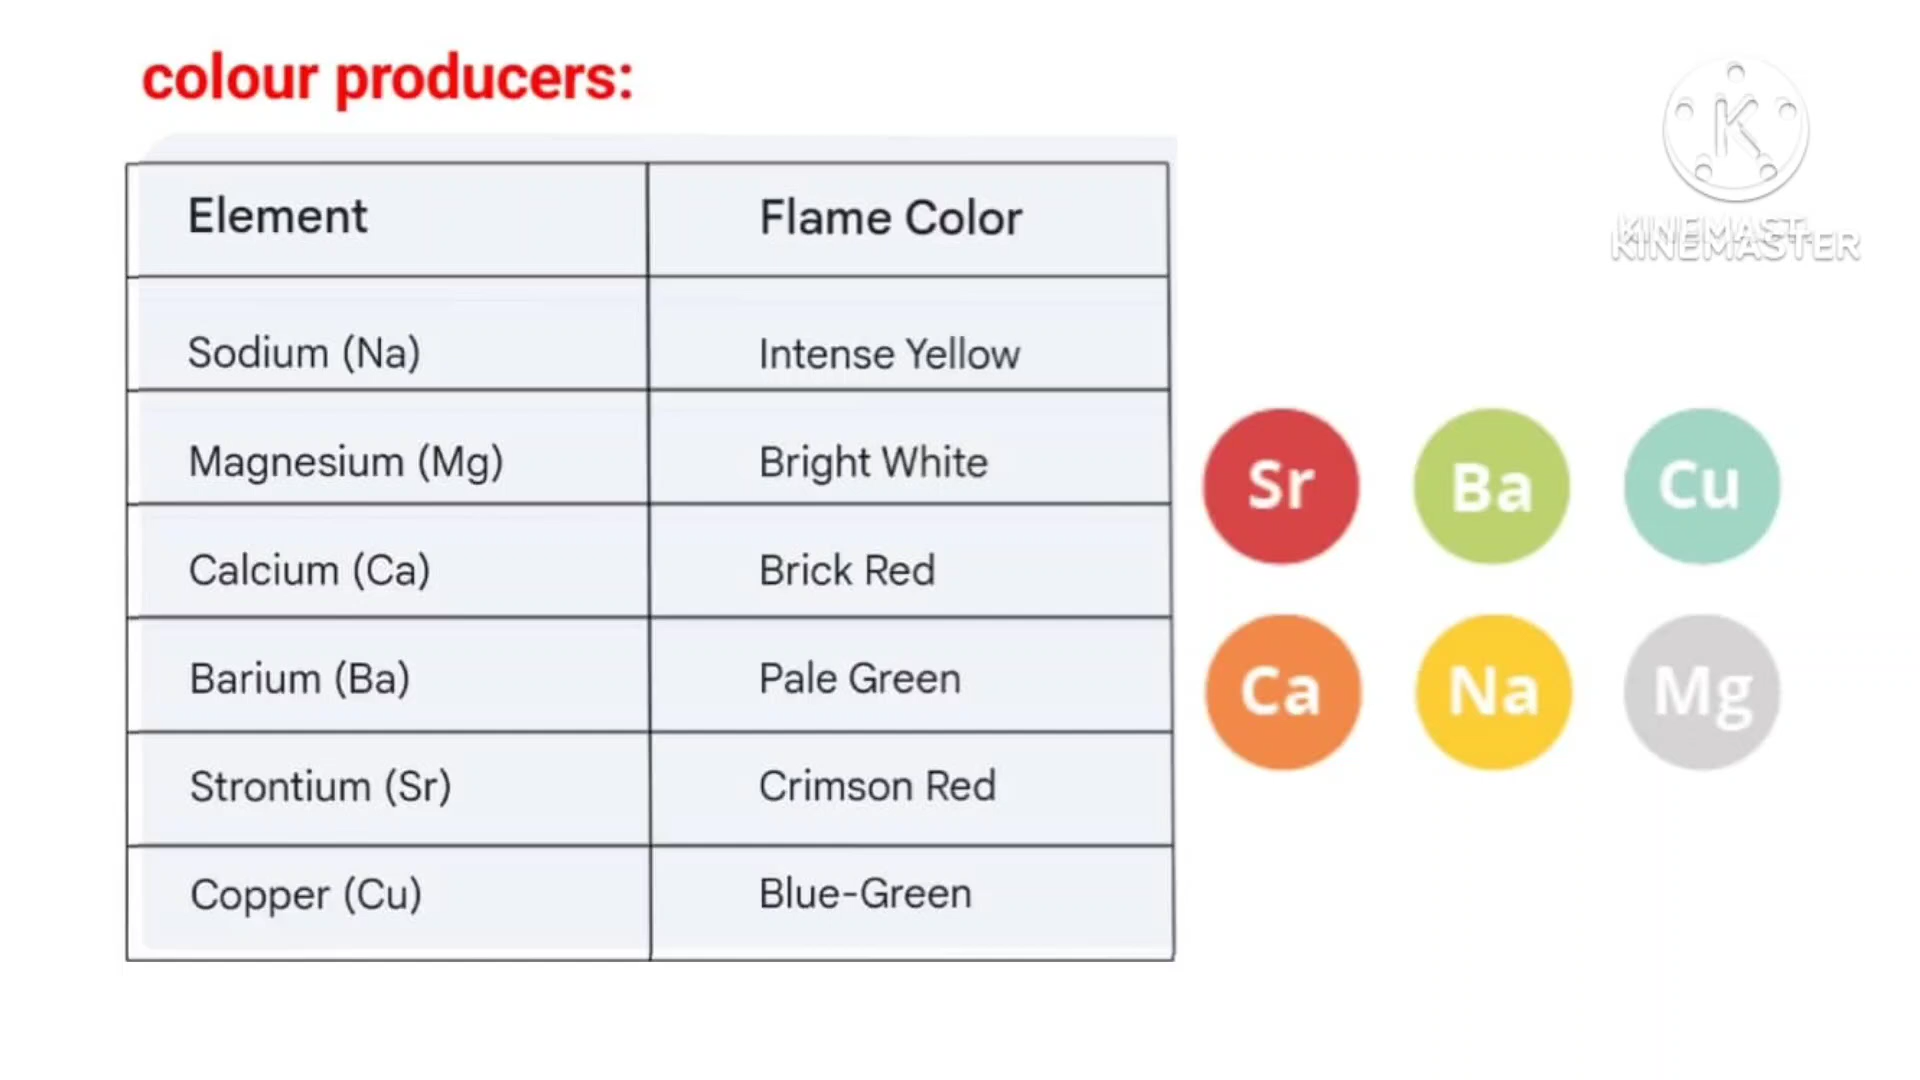 colour producers:
Element Flame Color
Sodium (Na) Intense Yellow
Magnesium (Mg) Bright White
Calcium (Ca) Brick Red
Barium (Ba) Pale Green
Strontium (Sr) Crimson Red
Copper (Cu) Blue-Green
K
KINEMAST
KINEMASTER
Sr Ba Cu
Ca Na Mg